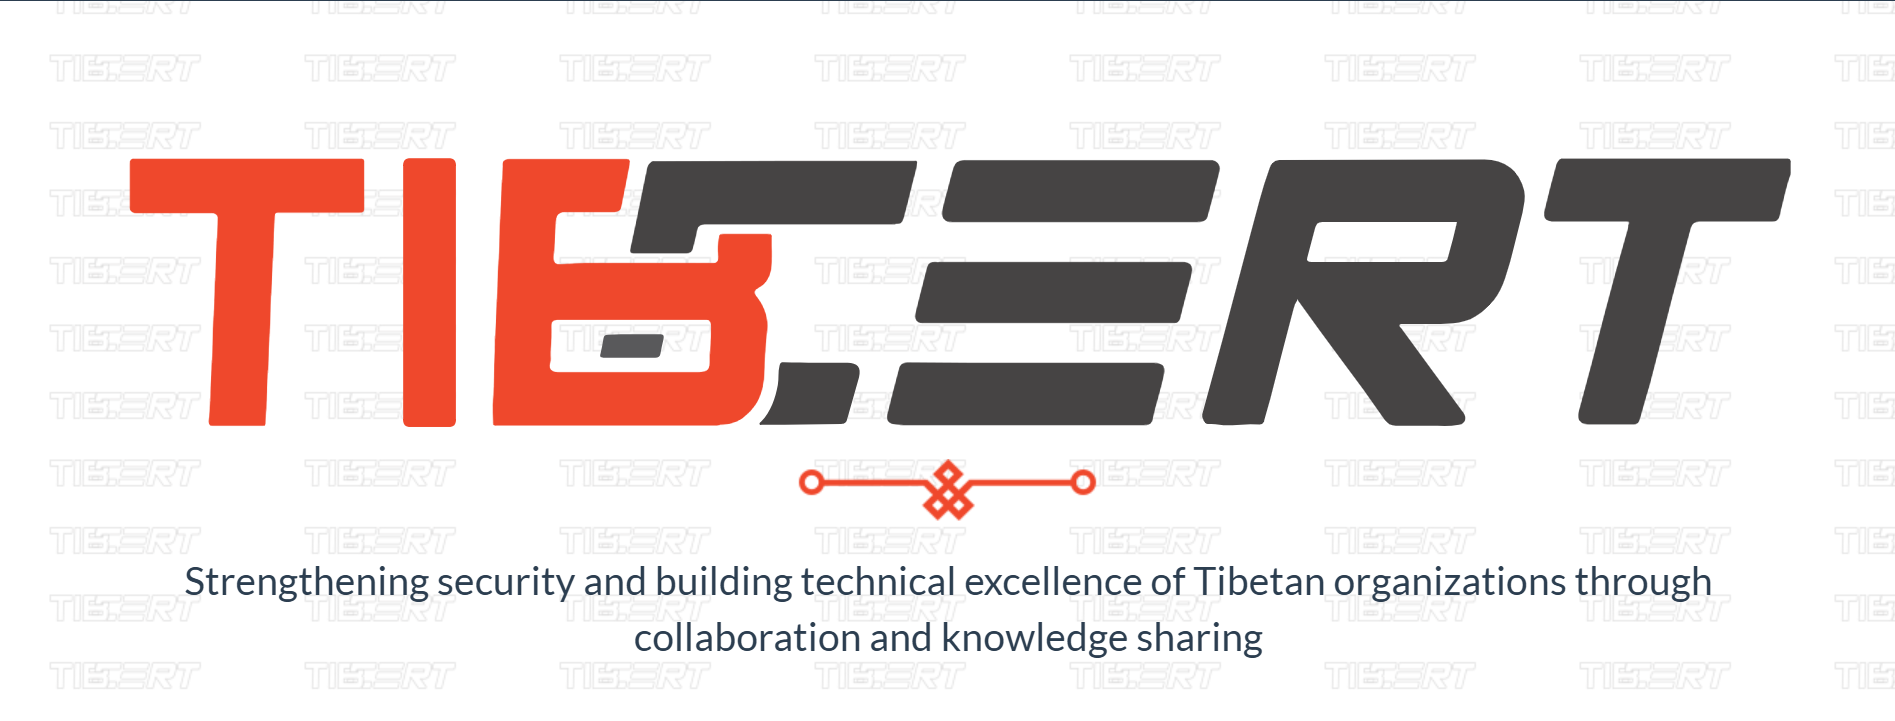 TIBCERT
Strengthening security and building technical excellence of Tibetan organizations through
collaboration and knowledge sharing